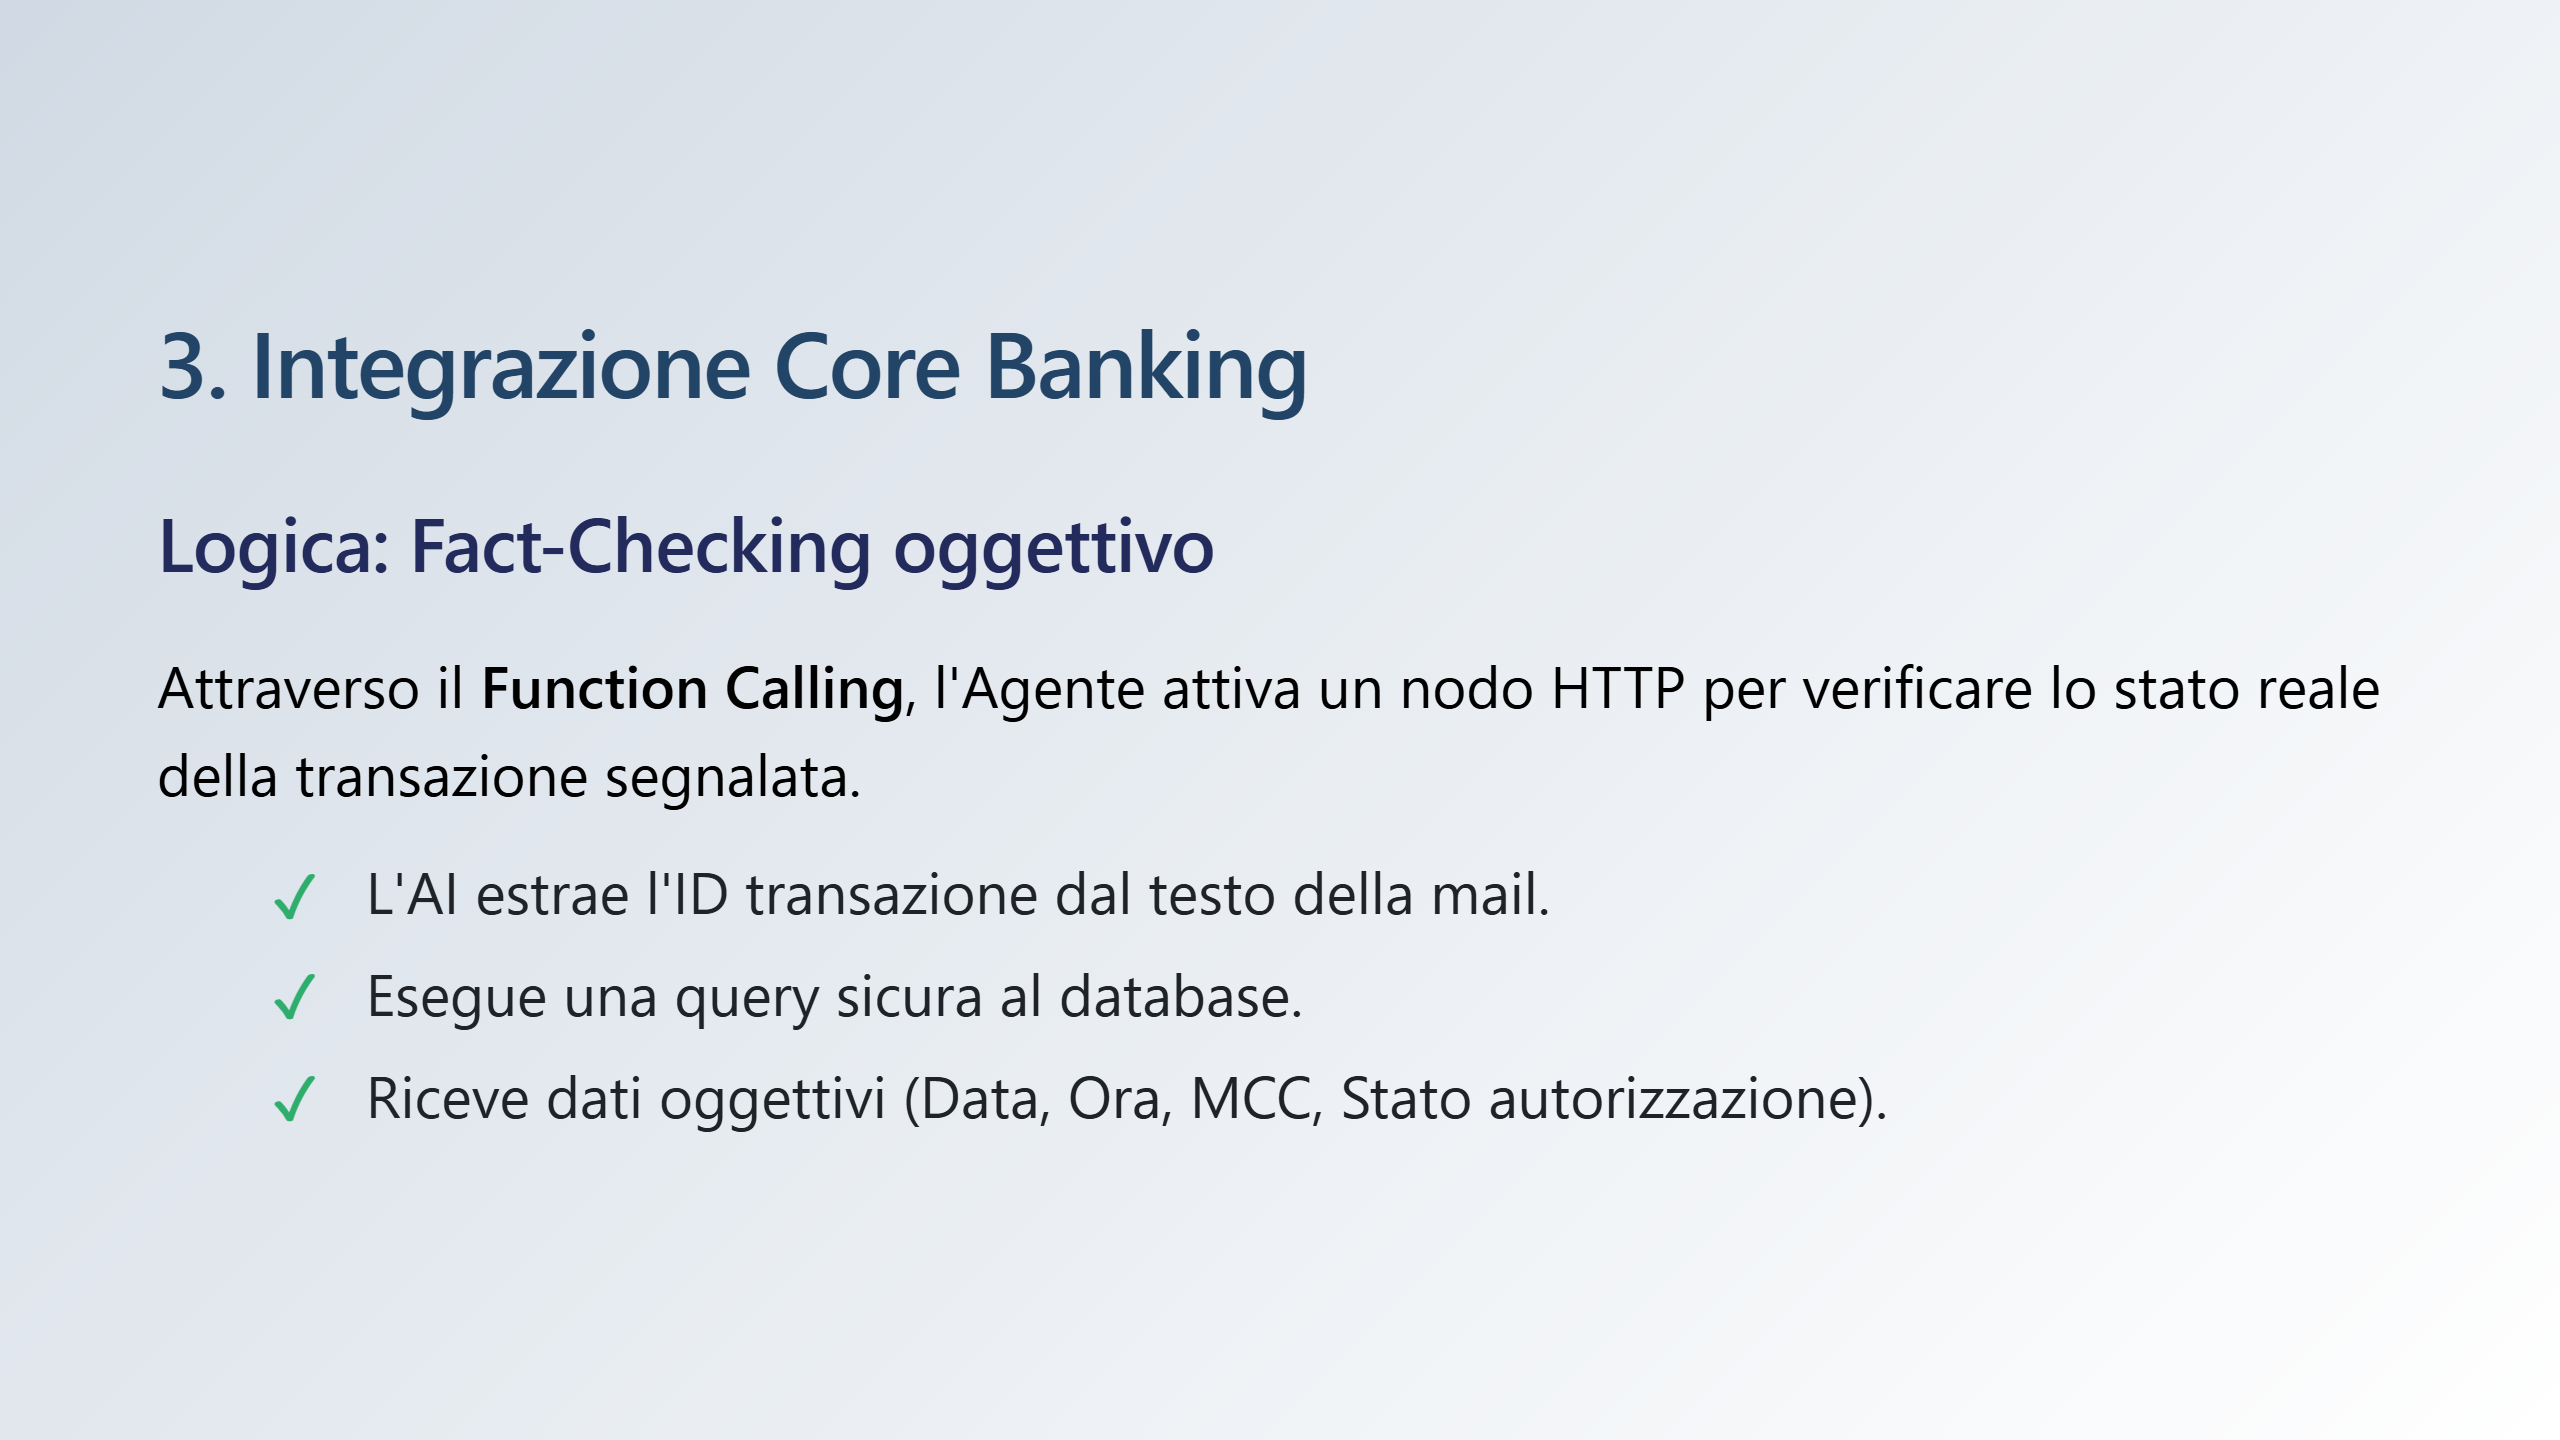 3. Integrazione Core Banking
Logica: Fact-Checking oggettivo
Attraverso il Function Calling, l'Agente attiva un nodo HTTP per verificare lo stato reale
della transazione segnalata.
✓ L'AI estrae l'ID transazione dal testo della mail.
✓ Esegue una query sicura al database.
✓ Riceve dati oggettivi (Data, Ora, MCC, Stato autorizzazione).